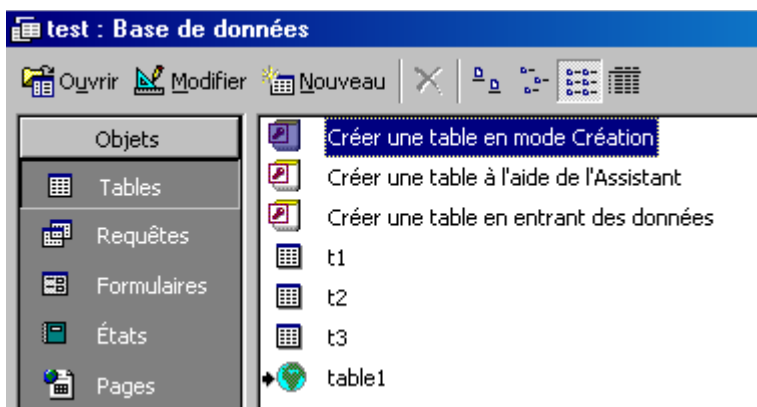 test : Base de données
Ouvrir Modifier Nouveau
Objets
Tables
Requêtes
Formulaires
États
Pages
Créer une table en mode Création
Créer une table à l'aide de l'Assistant
Créer une table en entrant des données
t1
t2
t3
table1